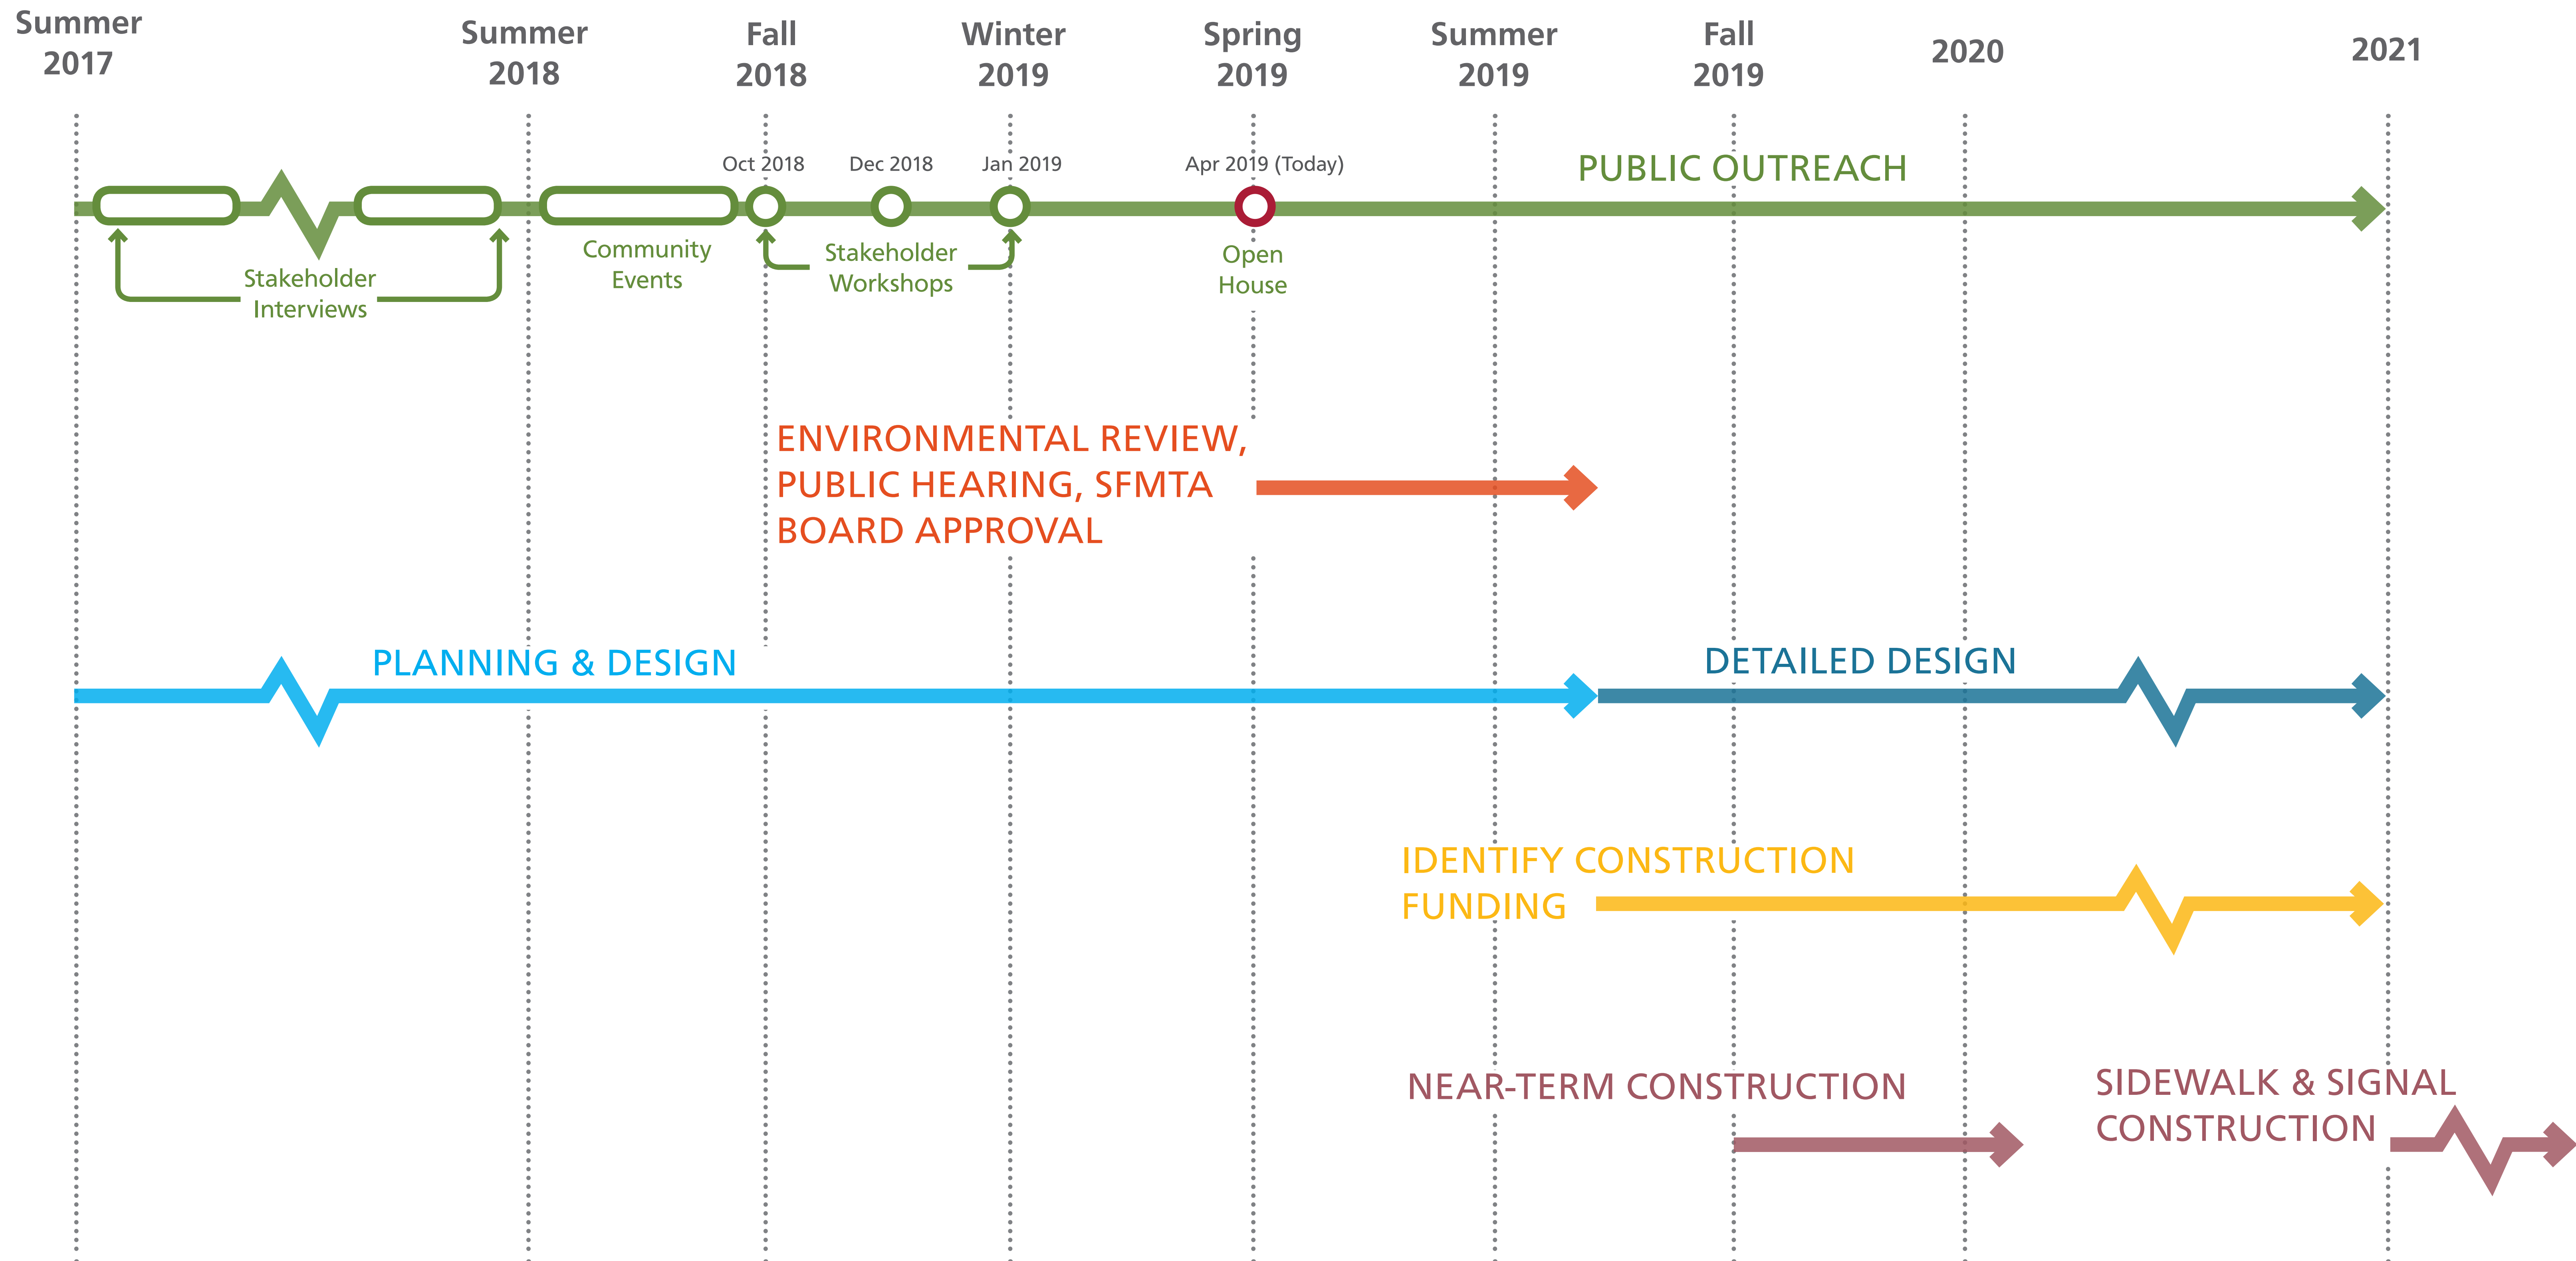 Summer
2017
Summer
2018
Fall
2018
Winter
2019
Spring
2019
Summer
2019
Fall
2019
2020
2021
Oct 2018
Dec 2018
Jan 2019
Apr 2019 (Today)
PUBLIC OUTREACH
Stakeholder
Interviews
Community
Events
Stakeholder
Workshops
Open
House
ENVIRONMENTAL REVIEW,
PUBLIC HEARING, SFMTA
BOARD APPROVAL
PLANNING & DESIGN
DETAILED DESIGN
IDENTIFY CONSTRUCTION
FUNDING
NEAR-TERM CONSTRUCTION
SIDEWALK & SIGNAL
CONSTRUCTION